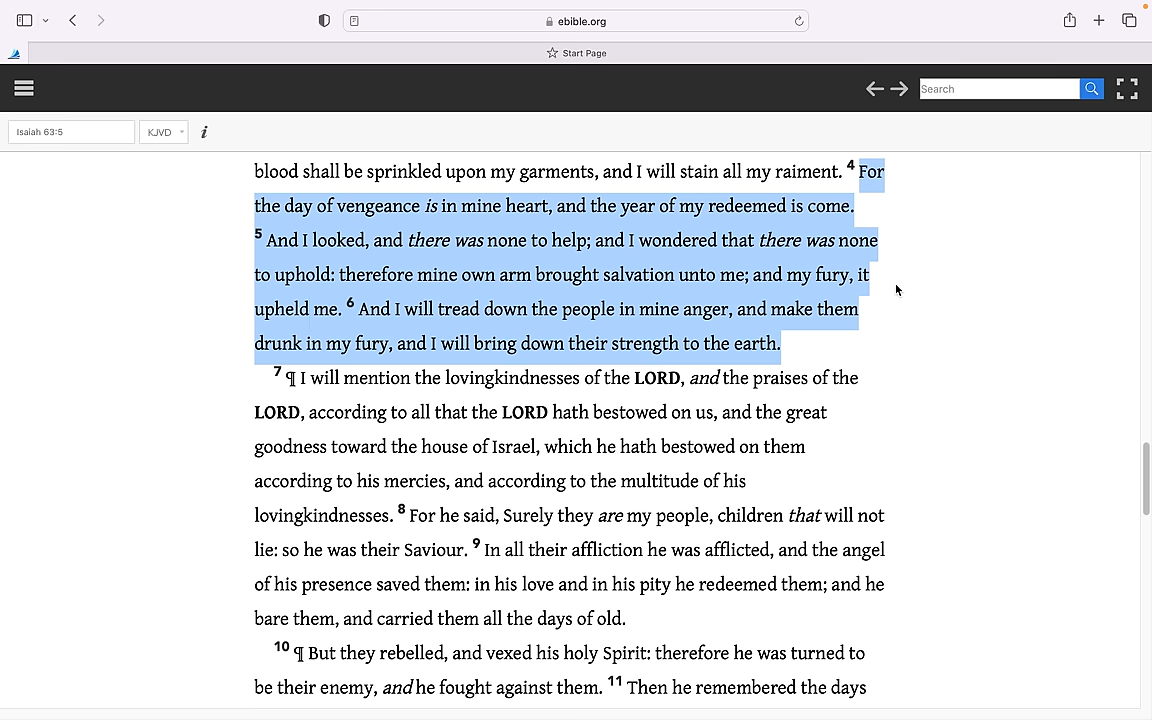 ebible.org
Start Page
Search
Isaiah 63:5
KJVD
i
blood shall be sprinkled upon my garments, and I will stain all my raiment. 4 For
the day of vengeance is in mine heart, and the year of my redeemed is come.
5 And I looked, and there was none to help; and I wondered that there was none
to uphold: therefore mine own arm brought salvation unto me; and my fury, it
upheld me. 6 And I will tread down the people in mine anger, and make them
drunk in my fury, and I will bring down their strength to the earth.
7 ¶ I will mention the lovingkindnesses of the LORD, and the praises of the
LORD, according to all that the LORD hath bestowed on us, and the great
goodness toward the house of Israel, which he hath bestowed on them
according to his mercies, and according to the multitude of his
lovingkindnesses. 8 For he said, Surely they are my people, children that will not
lie: so he was their Saviour. 9 In all their affliction he was afflicted, and the angel
of his presence saved them: in his love and in his pity he redeemed them; and he
bare them, and carried them all the days of old.
10 ¶ But they rebelled, and vexed his holy Spirit: therefore he was turned to
be their enemy, and he fought against them. 11 Then he remembered the days